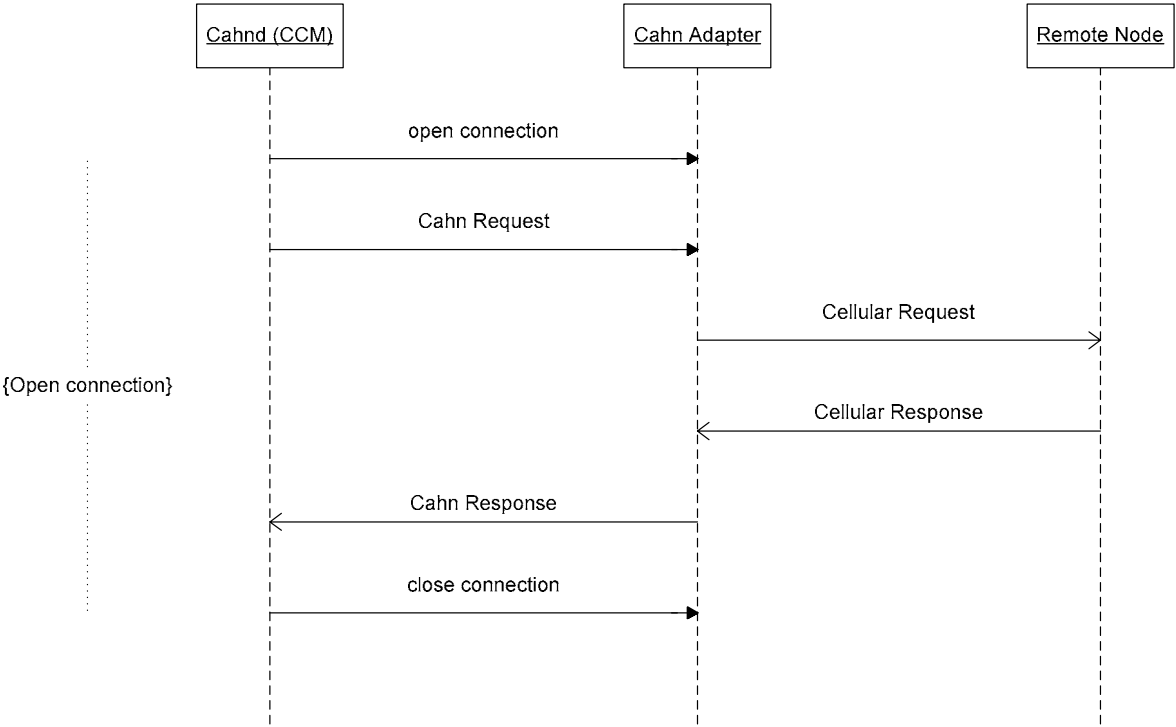 Cahnd (CCM)
Cahn Adapter
Remote Node
open connection
Cahn Request
Cellular Request
{Open connection}
Cellular Response
Cahn Response
close connection